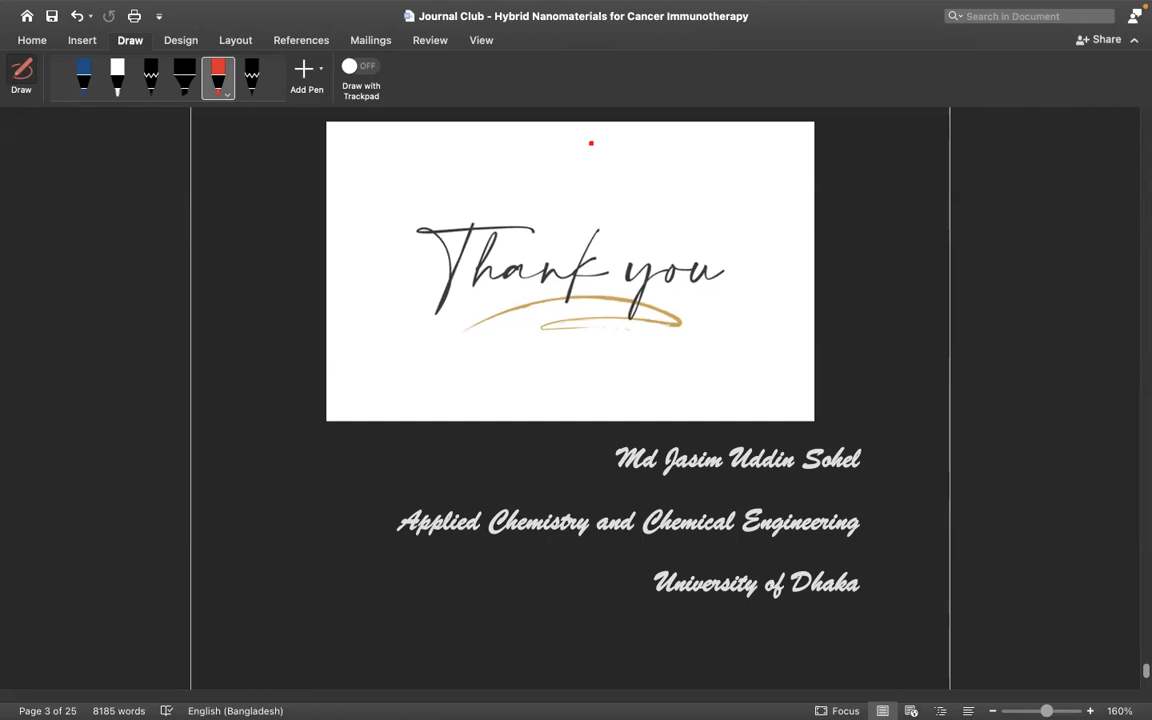 Journal Club - Hybrid Nanomaterials for Cancer Immunotherapy
Search in Document
Home Insert Draw Design Layout References Mailings Review View
Share
Draw
Add Pen
OFF
Draw with
Trackpad
Thank you
Md Jasim Uddin Sohel
Applied Chemistry and Chemical Engineering
University of Dhaka
Page 3 of 25 8185 words English (Bangladesh) Focus 160%